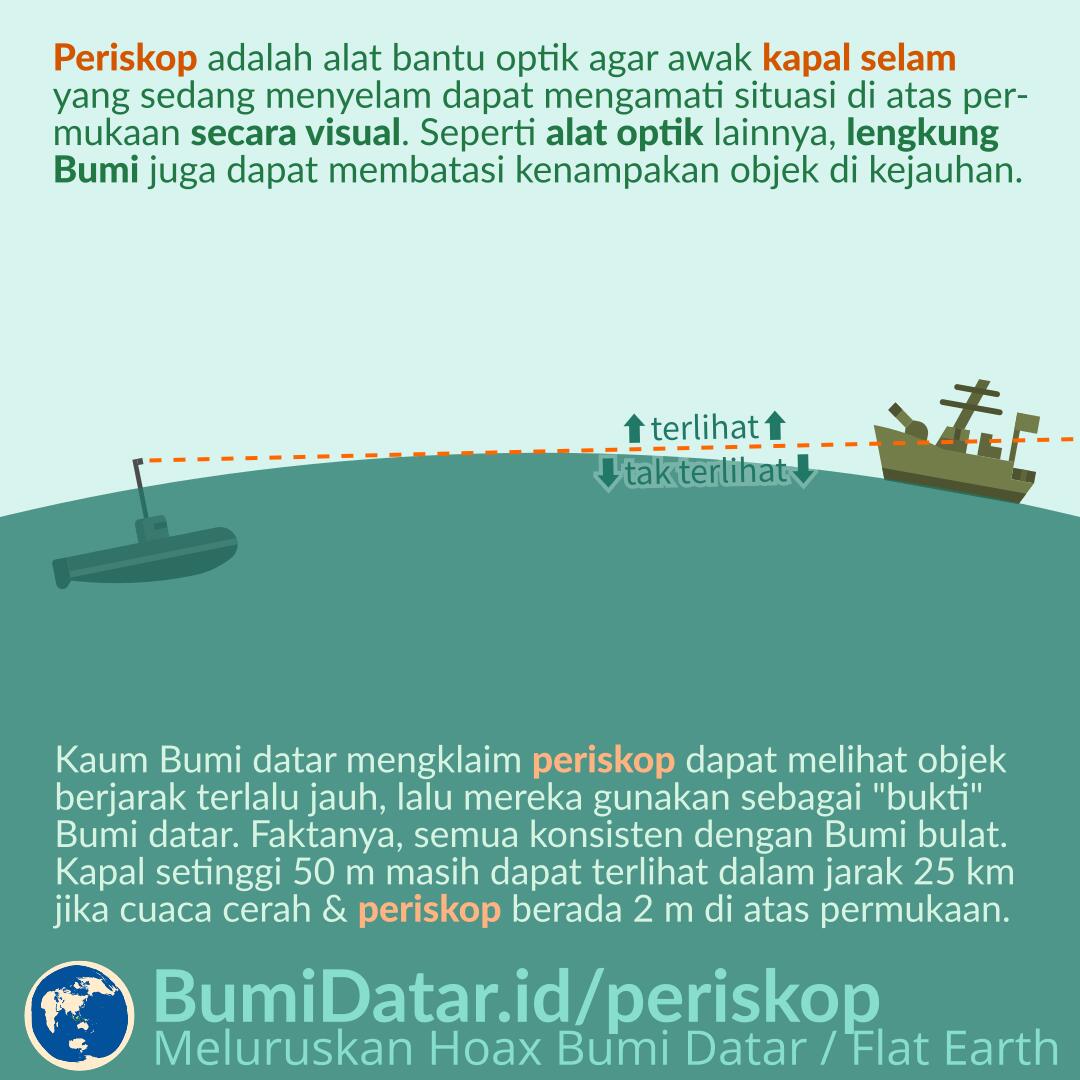 Periskop adalah alat bantu optik agar awak kapal selam
yang sedang menyelam dapat mengamati situasi di atas per-
mukaan secara visual. Seperti alat optik lainnya, lengkung
Bumi juga dapat membatasi kenampakan objek di kejauhan.
terlihat
tak terlihat
Kaum Bumi datar mengklaim periskop dapat melihat objek
berjarak terlalu jauh, lalu mereka gunakan sebagai "bukti"
Bumi datar. Faktanya, semua konsisten dengan Bumi bulat.
Kapal setinggi 50 m masih dapat terlihat dalam jarak 25 km
jika cuaca cerah & periskop berada 2 m di atas permukaan.
BumiDatar.id/periskop
Meluruskan Hoax Bumi Datar / Flat Earth